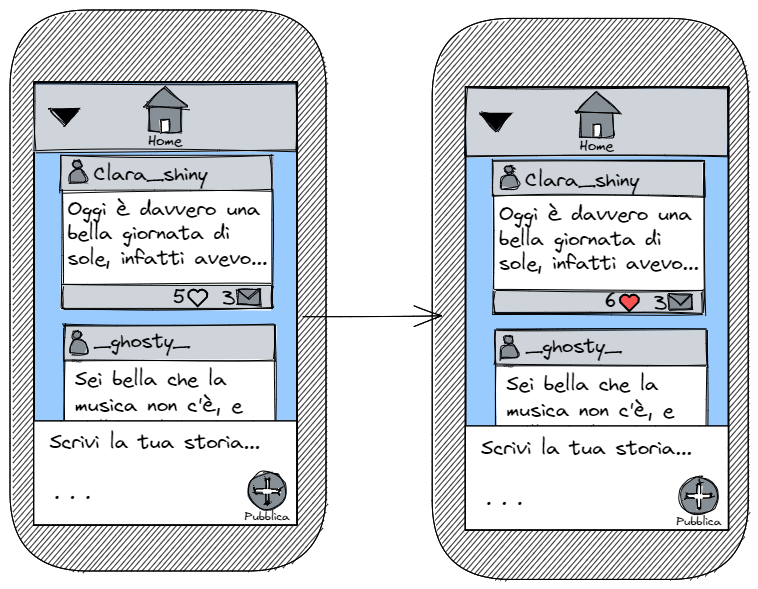 Home
Clara_shiny
Oggi è davvero una
bella giornata di
sole, infatti avevo...
5 3
_ghosty_
Sei bella che la
musica non c'è, e
Scrivi la tua storia...
...
Pubblica
Home
Clara_shiny
Oggi è davvero una
bella giornata di
sole, infatti avevo...
6 3
_ghosty_
Sei bella che la
musica non c'è, e
Scrivi la tua storia...
...
Pubblica